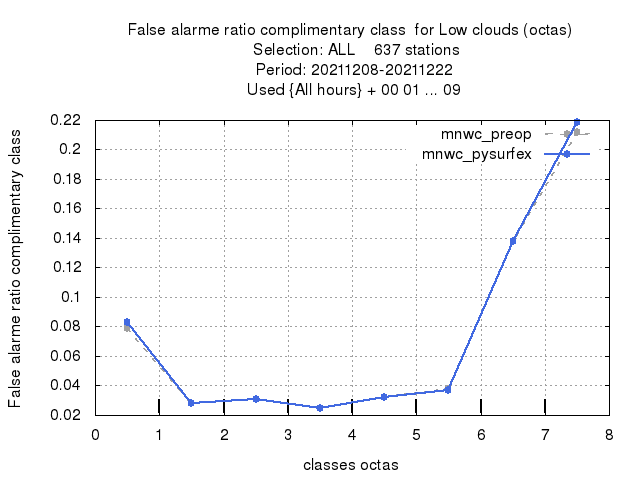 False alarme ratio complimentary class  for Low clouds (octas)
Selection: ALL    637 stations
Period: 20211208-20211222
Used {All hours} + 00 01 ... 09
False alarme ratio complimentary class
0.22
0.2
0.18
0.16
0.14
0.12
0.1
0.08
0.06
0.04
0.02
mnwc_preop
mnwc_pysurfex
0 1 2 3 4 5 6 7 8
classes octas